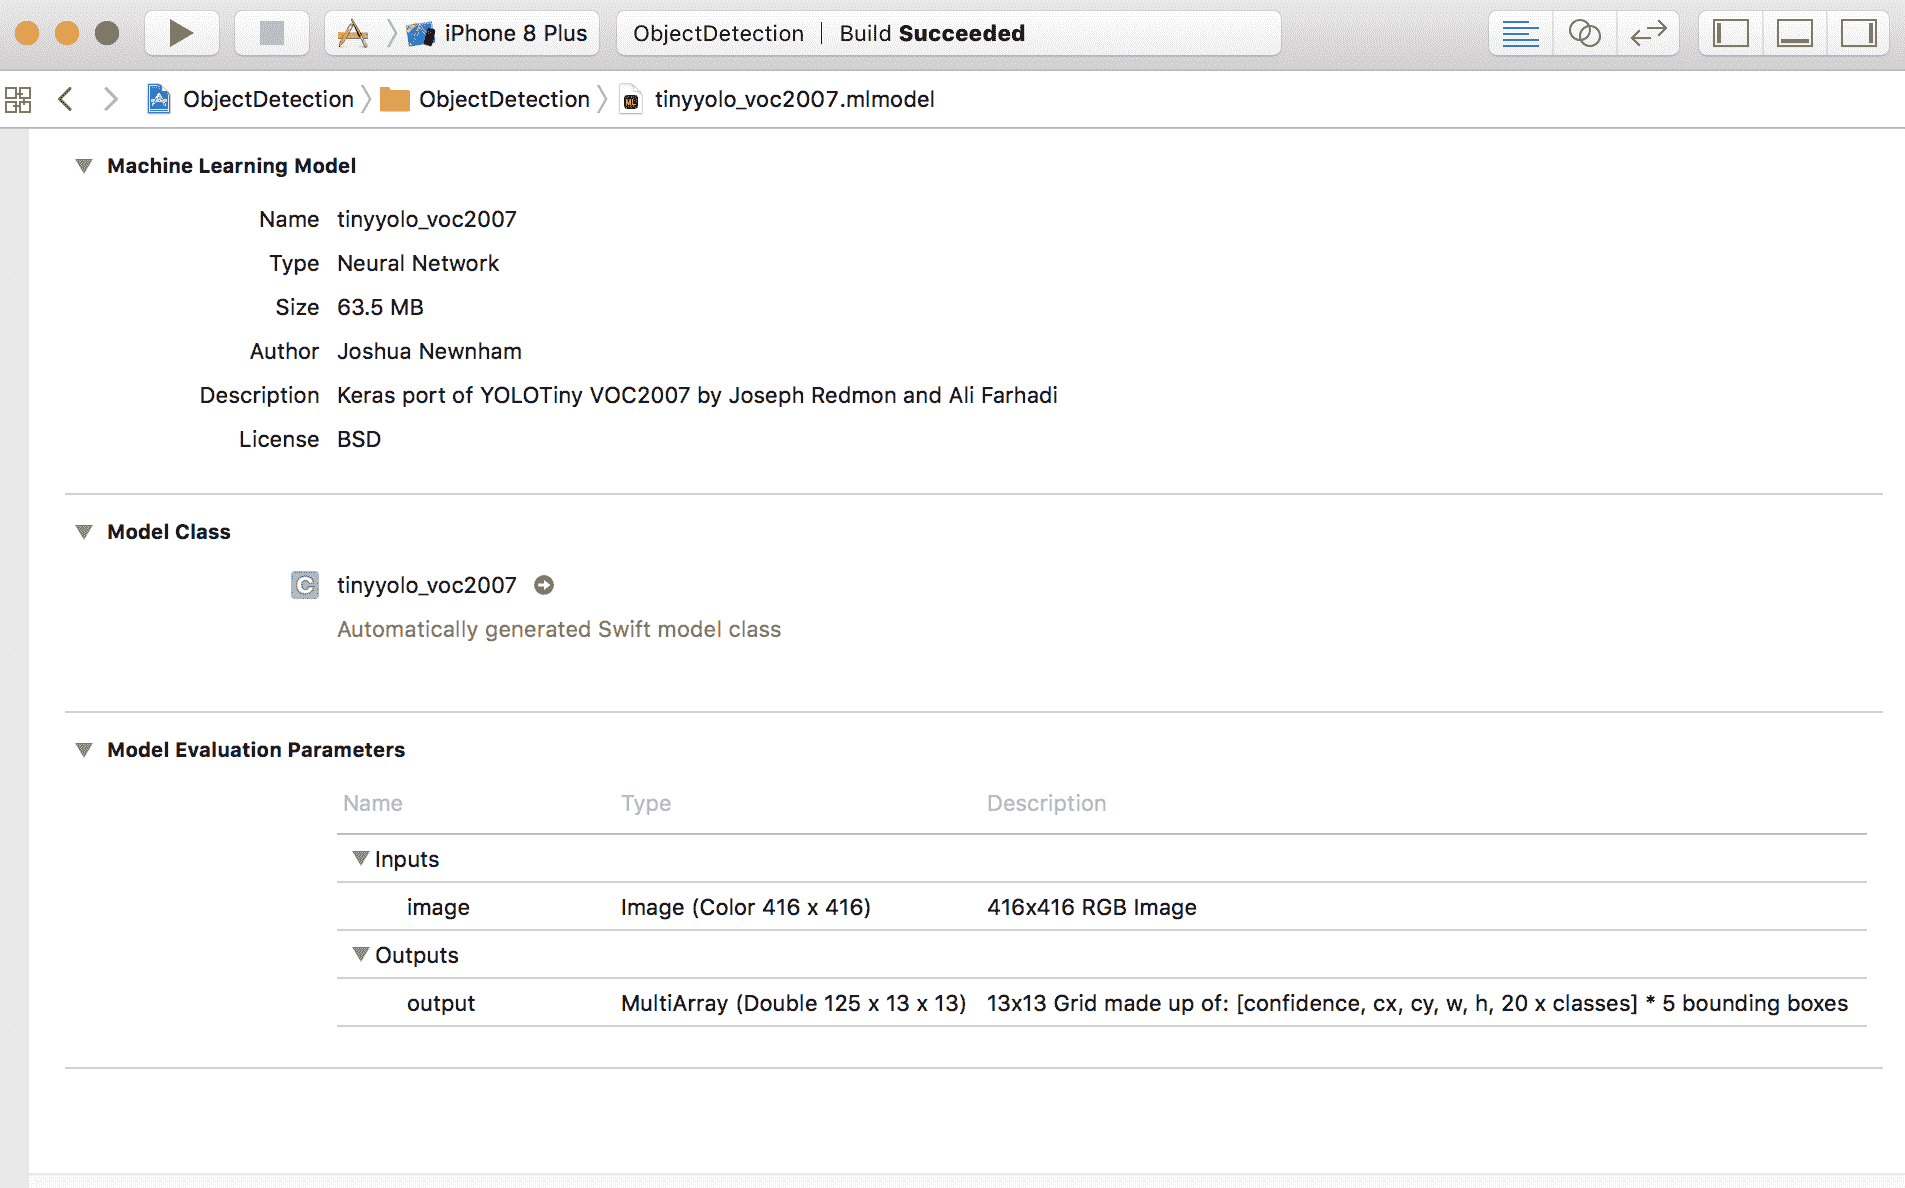 iPhone 8 Plus ObjectDetection | Build Succeeded
ObjectDetection ObjectDetection tinyyolo_voc2007.mlmodel
Machine Learning Model
Name tinyyolo_voc2007
Type Neural Network
Size 63.5 MB
Author Joshua Newnham
Description Keras port of YOLOTiny VOC2007 by Joseph Redmon and Ali Farhadi
License BSD
Model Class
C tinyyolo_voc2007
Automatically generated Swift model class
Model Evaluation Parameters
Name Type Description
Inputs
image Image (Color 416 x 416) 416x416 RGB Image
Outputs
output MultiArray (Double 125 x 13 x 13) 13x13 Grid made up of: [confidence, cx, cy, w, h, 20 x classes] * 5 bounding boxes